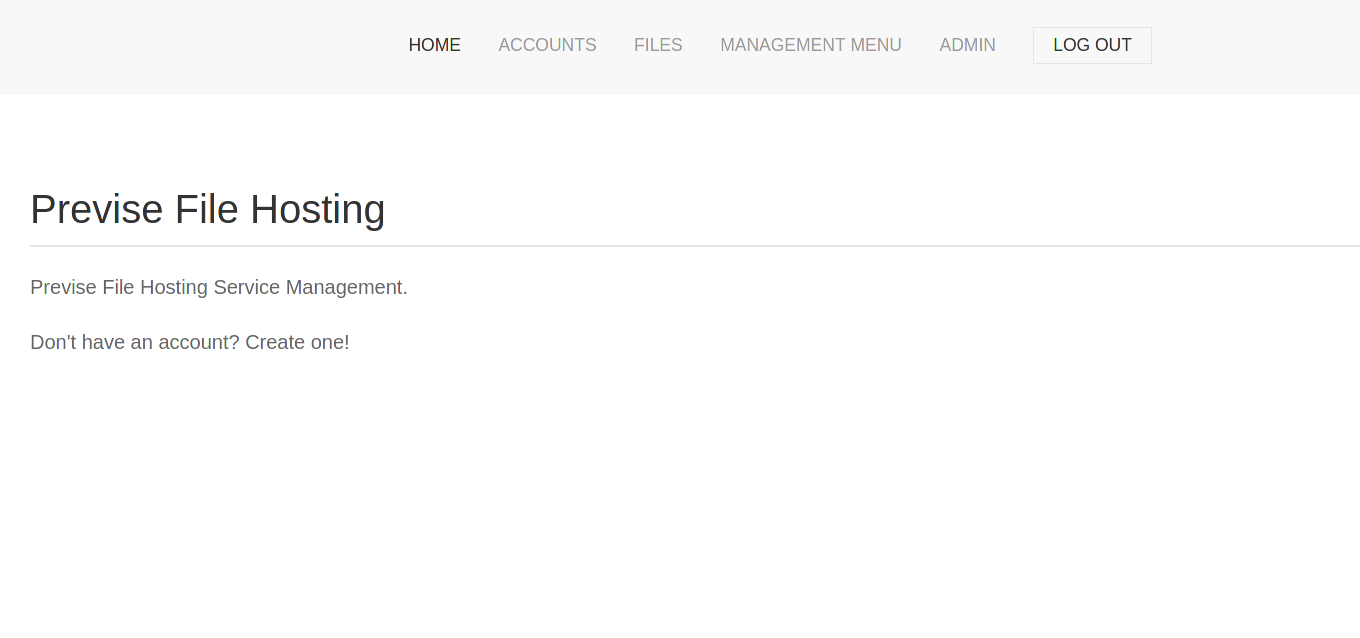 HOME ACCOUNTS FILES MANAGEMENT MENU ADMIN LOG OUT
Previse File Hosting
Previse File Hosting Service Management.
Don't have an account? Create one!